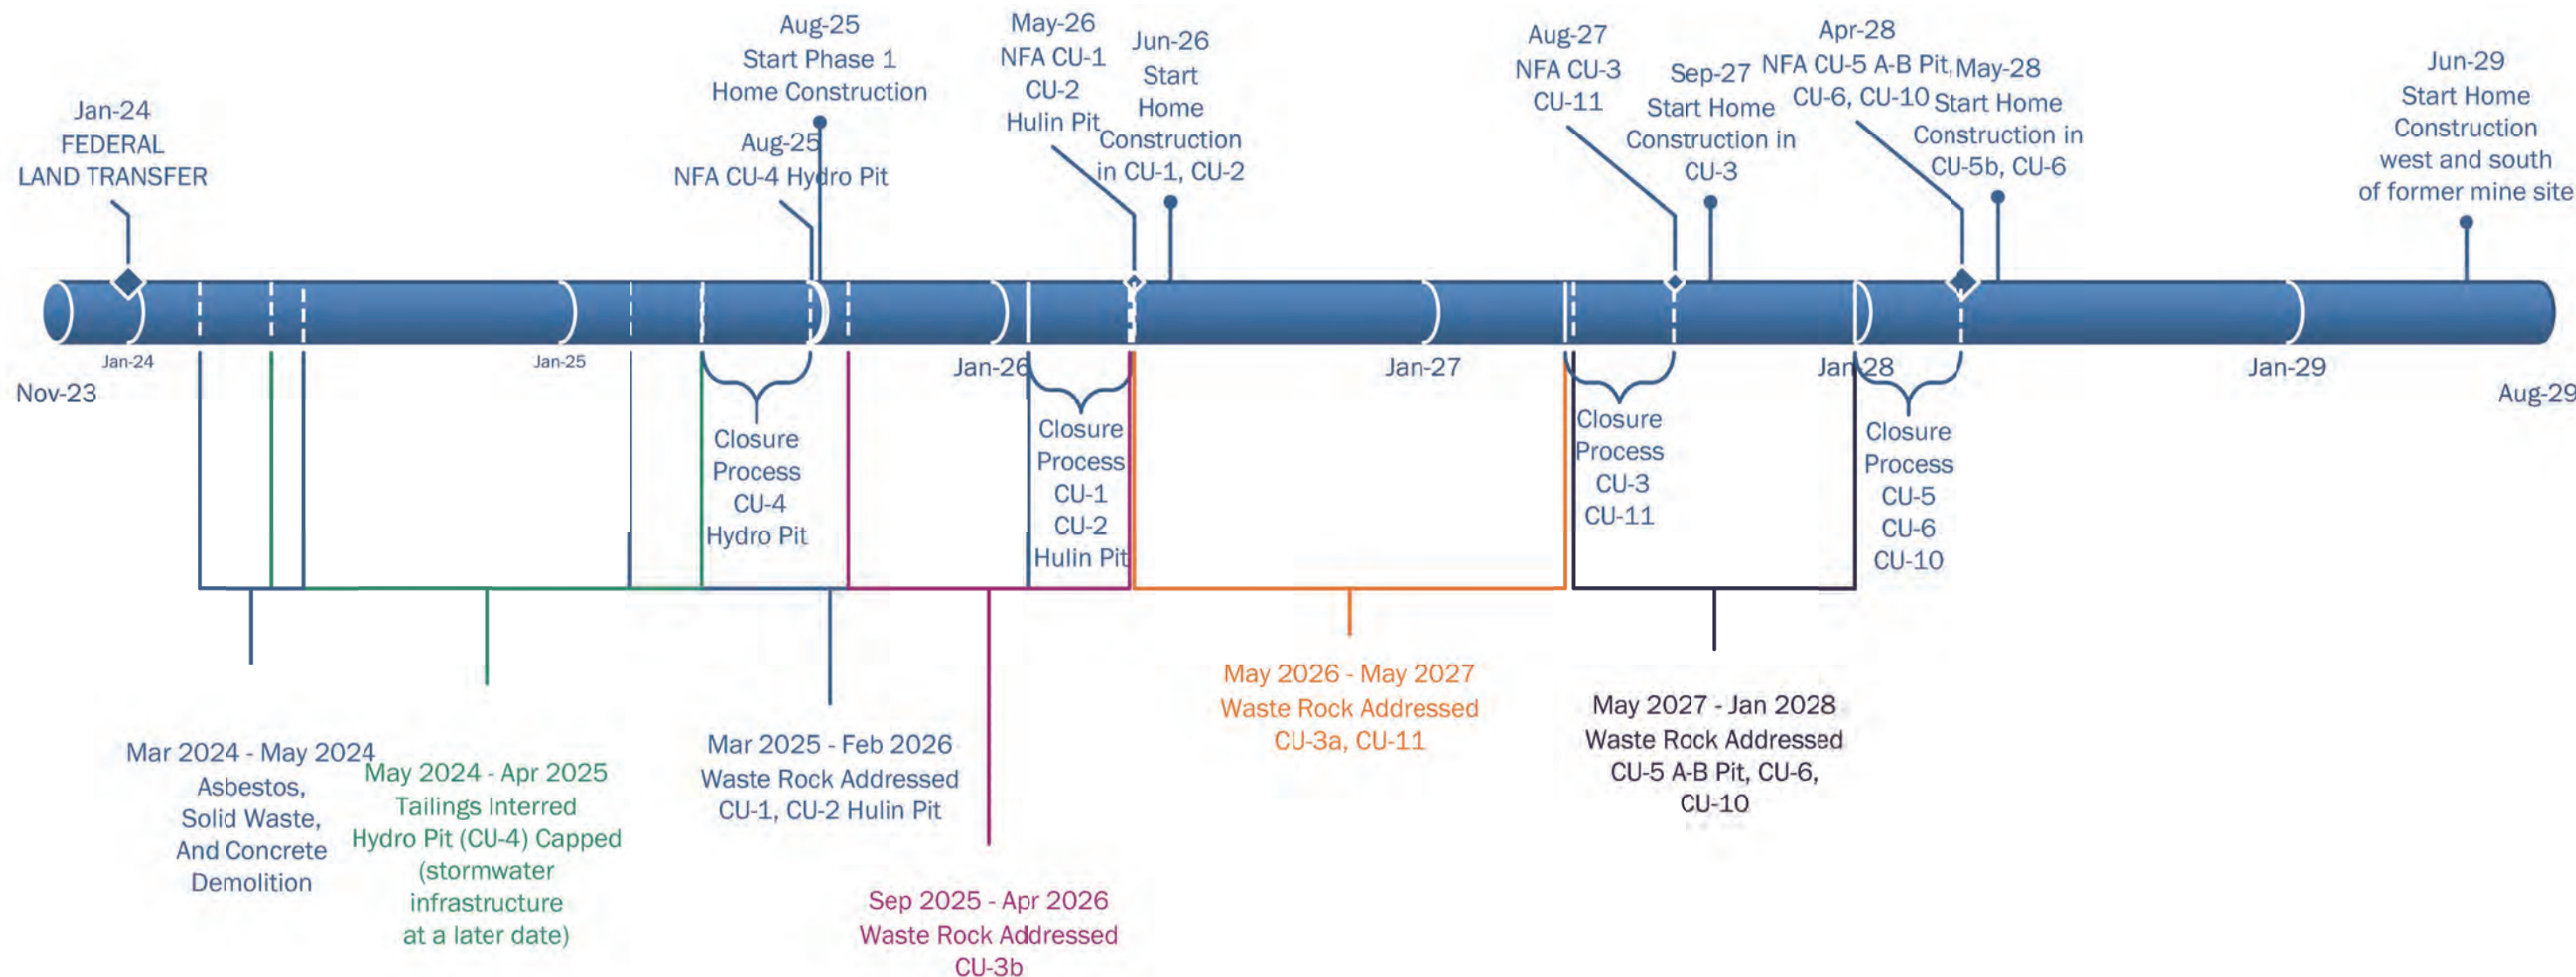 Jan-24
FEDERAL
LAND TRANSFER
Aug-25
Start Phase 1
Home Construction
Aug-25
NFA CU-4 Hydro Pit
May-26
NFA CU-1
CU-2
Hulin Pit
Jun-26
Start
Home
Construction
in CU-1, CU-2
Aug-27
NFA CU-3
CU-11
Sep-27
Start Home
Construction in
CU-3
Apr-28
NFA CU-5 A-B Pit,
CU-6, CU-10
May-28
Start Home
Construction in
CU-5b, CU-6
Jun-29
Start Home
Construction
west and south
of former mine site
Nov-23
Jan-24
Jan-25
Jan-26
Jan-27
Jan-28
Jan-29
Aug-29
Closure
Process
CU-4
Hydro Pit
Closure
Process
CU-1
CU-2
Hulin Pit
Closure
Process
CU-3
CU-11
Closure
Process
CU-5
CU-6
CU-10
Mar 2024 - May 2024
Asbestos,
Solid Waste,
And Concrete
Demolition
May 2024 - Apr 2025
Tailings Interred
Hydro Pit (CU-4) Capped
(stormwater
infrastructure
at a later date)
Mar 2025 - Feb 2026
Waste Rock Addressed
CU-1, CU-2 Hulin Pit
Sep 2025 - Apr 2026
Waste Rock Addressed
CU-3b
May 2026 - May 2027
Waste Rock Addressed
CU-3a, CU-11
May 2027 - Jan 2028
Waste Rock Addressed
CU-5 A-B Pit, CU-6,
CU-10